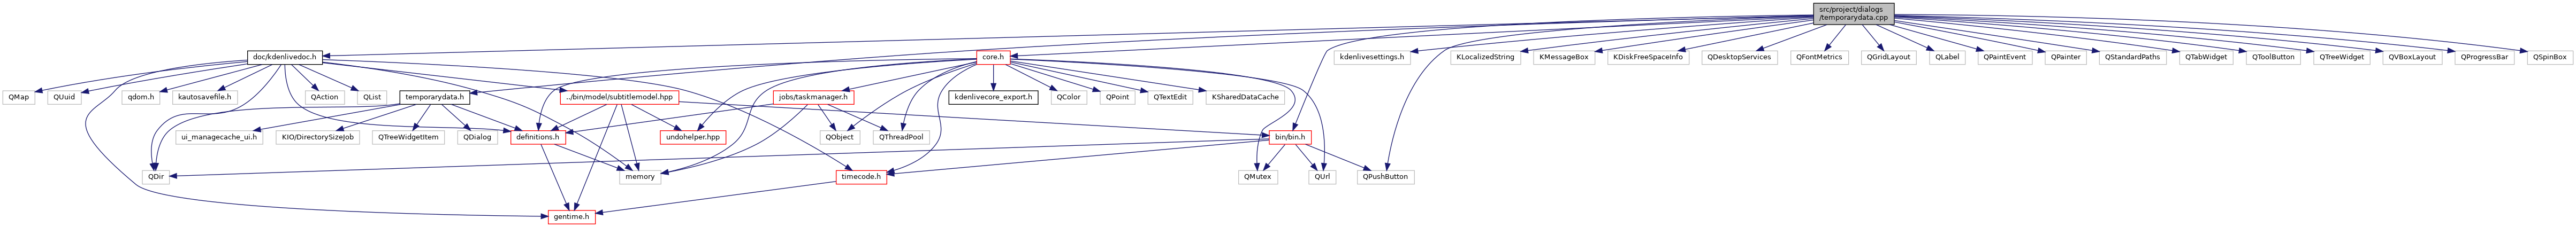 src/project/dialogs
/temporarydata.cpp
doc/kdenlivedoc.h
core.h
kdenlivesettings.h
KLocalizedString
KMessageBox
KDiskFreeSpaceInfo
QDesktopServices
QFontMetrics
QGridLayout
QLabel
QPaintEvent
QPainter
QStandardPaths
QTabWidget
QToolButton
QTreeWidget
QVBoxLayout
QProgressBar
QSpinBox
QMap
QUuid
qdom.h
kautosavefile.h
QAction
QList
temporarydata.h
../bin/model/subtitlemodel.hpp
jobs/taskmanager.h
kdenlivecore_export.h
QColor
QPoint
QTextEdit
KSharedDataCache
ui_managecache_ui.h
KIO/DirectorySizeJob
QTreeWidgetItem
QDialog
definitions.h
undohelper.hpp
QObject
QThreadPool
bin/bin.h
QDir
memory
timecode.h
QMutex
QUrl
QPushButton
gentime.h